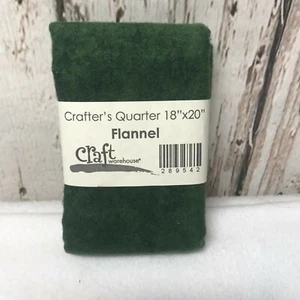 Crafter's Quarter 18"x20"
Flannel
Craft
warehouse®
289542